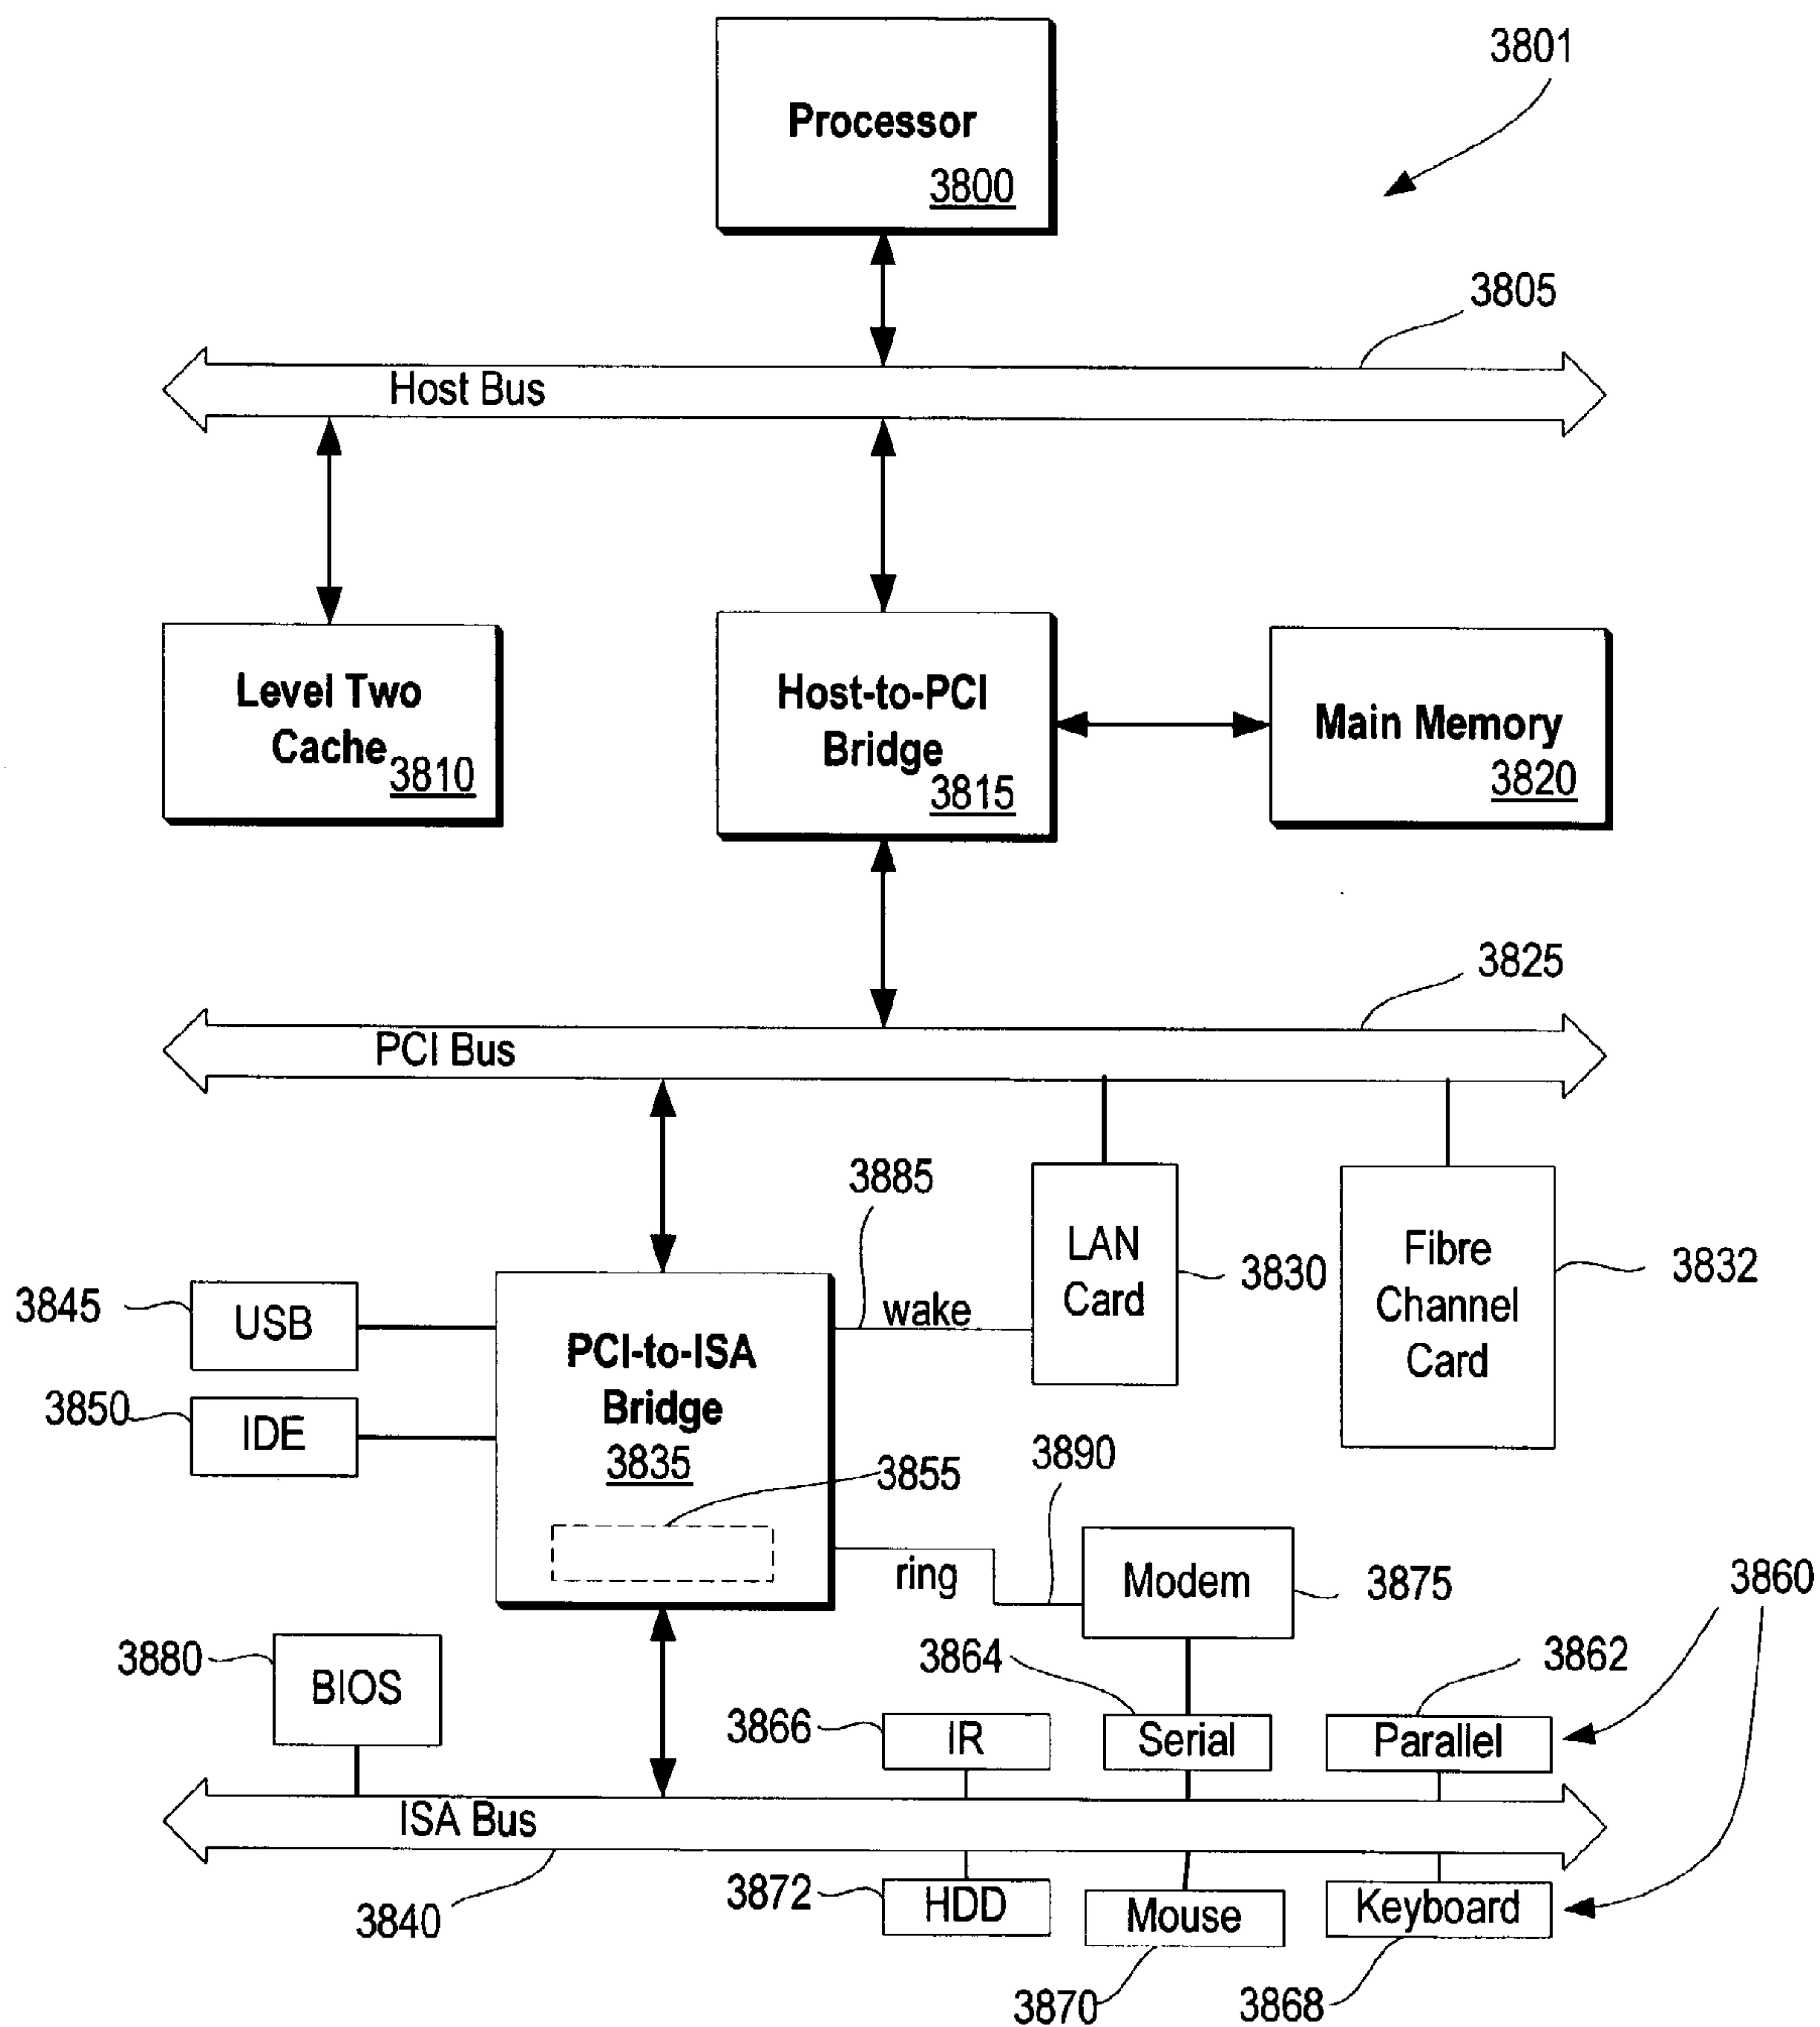 3801
Processor
3800
3805
Host Bus
Level Two
Cache
3810
Host-to-PCI
Bridge
3815
Main Memory
3820
3825
PCI Bus
3885
LAN
Card
3830
Fibre
Channel
Card
3832
wake
3845
USB
3850
IDE
PCI-to-ISA
Bridge
3835
3855
3890
ring
Modem
3875
3860
3880
BIOS
3864
3862
3866
IR
Serial
Parallel
ISA Bus
3840
3872
HDD
Mouse
Keyboard
3870
3868